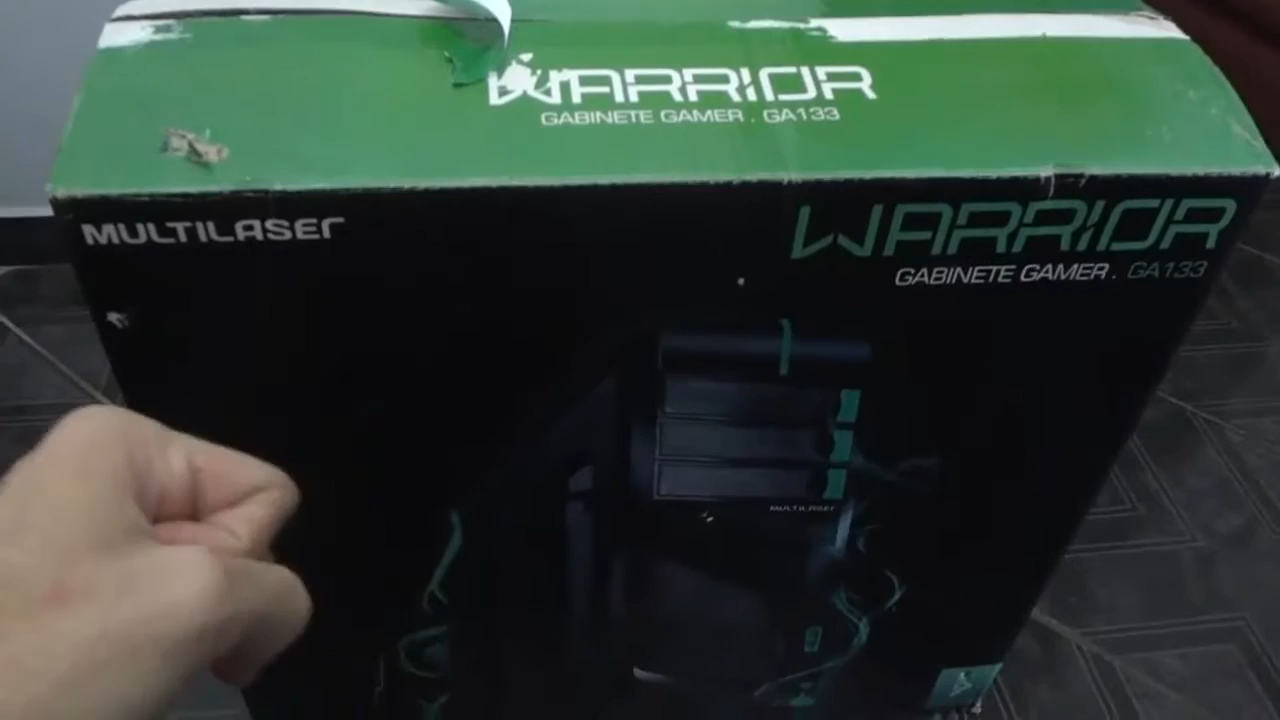 WARRIOR
GABINETE GAMER . GA133
MULTILASER
WARRIOR
GABINETE GAMER . GA133
MULTILASER